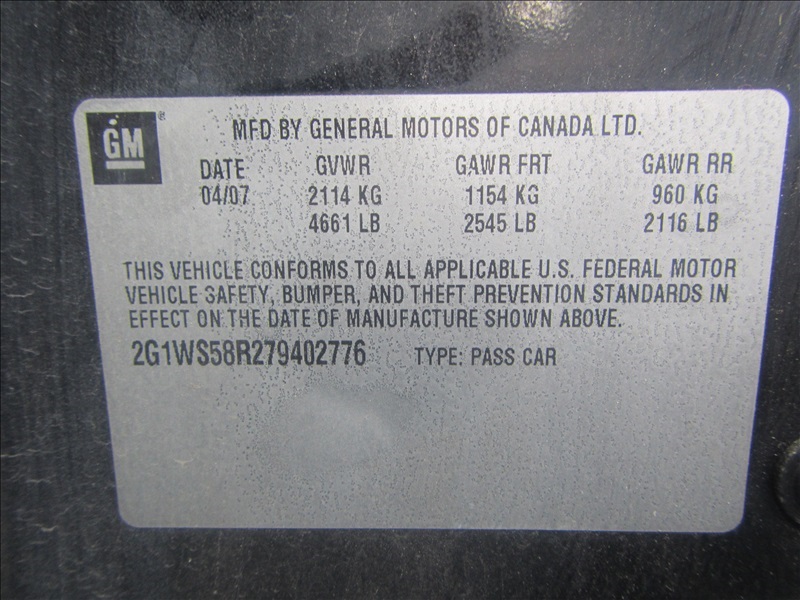 GM ®
MFD BY GENERAL MOTORS OF CANADA LTD.
DATE GVWR GAWR FRT GAWR RR
04/07 2114 KG 1154 KG 960 KG
4661 LB 2545 LB 2116 LB
THIS VEHICLE CONFORMS TO ALL APPLICABLE U.S. FEDERAL MOTOR
VEHICLE SAFETY, BUMPER, AND THEFT PREVENTION STANDARDS IN
EFFECT ON THE DATE OF MANUFACTURE SHOWN ABOVE.
2G1WS58R279402776 TYPE: PASS CAR